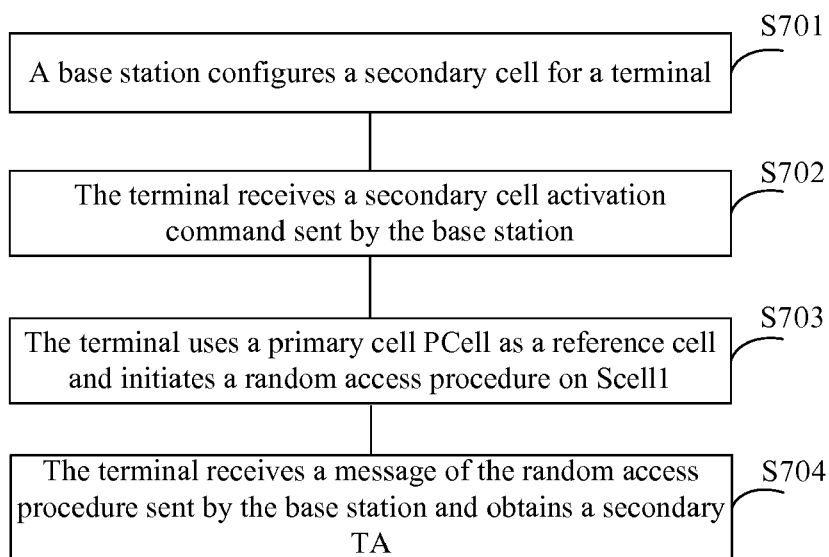 S701
A base station configures a secondary cell for a terminal
S702
The terminal receives a secondary cell activation
command sent by the base station
S703
The terminal uses a primary cell PCell as a reference cell
and initiates a random access procedure on Scell1
S704
The terminal receives a message of the random access
procedure sent by the base station and obtains a secondary
TA